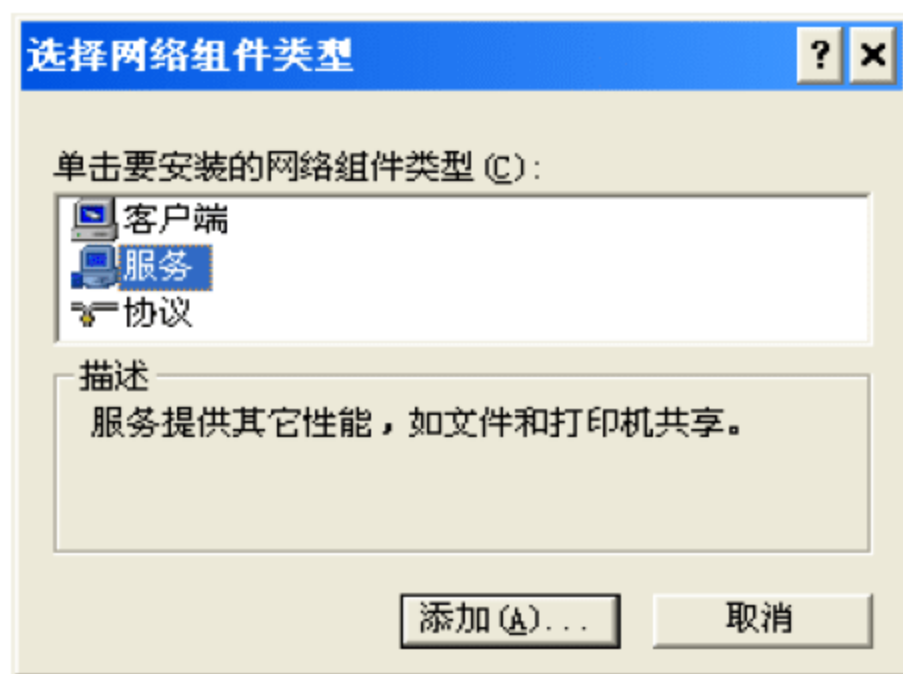 选择网络组件类型
单击要安装的网络组件类型(C):
客户端
服务
协议
描述
服务提供其它性能，如文件和打印机共享。
添加(A)... 取消